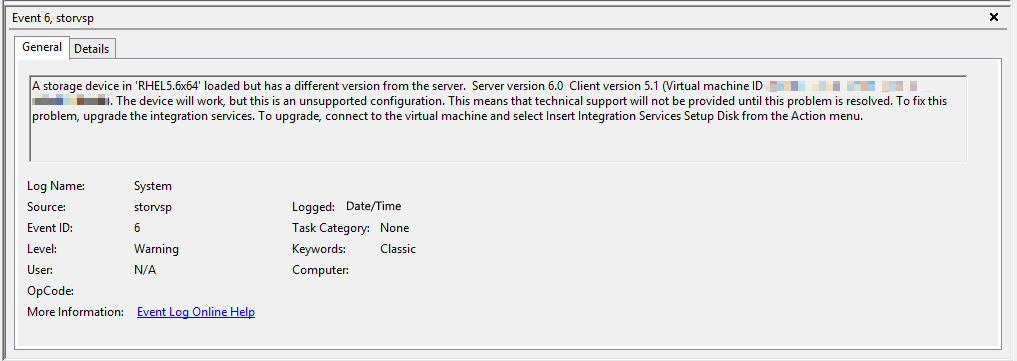 Event 6, storvsp
General Details
A storage device in 'RHEL5.6x64' loaded but has a different version from the server.  Server version 6.0  Client version 5.1 (Virtual machine ID
). The device will work, but this is an unsupported configuration. This means that technical support will not be provided until this problem is resolved. To fix this
problem, upgrade the integration services. To upgrade, connect to the virtual machine and select Insert Integration Services Setup Disk from the Action menu.
Log Name: System
Source: storvsp Logged: Date/Time
Event ID: 6 Task Category: None
Level: Warning Keywords: Classic
User: N/A Computer:
OpCode:
More Information: Event Log Online Help